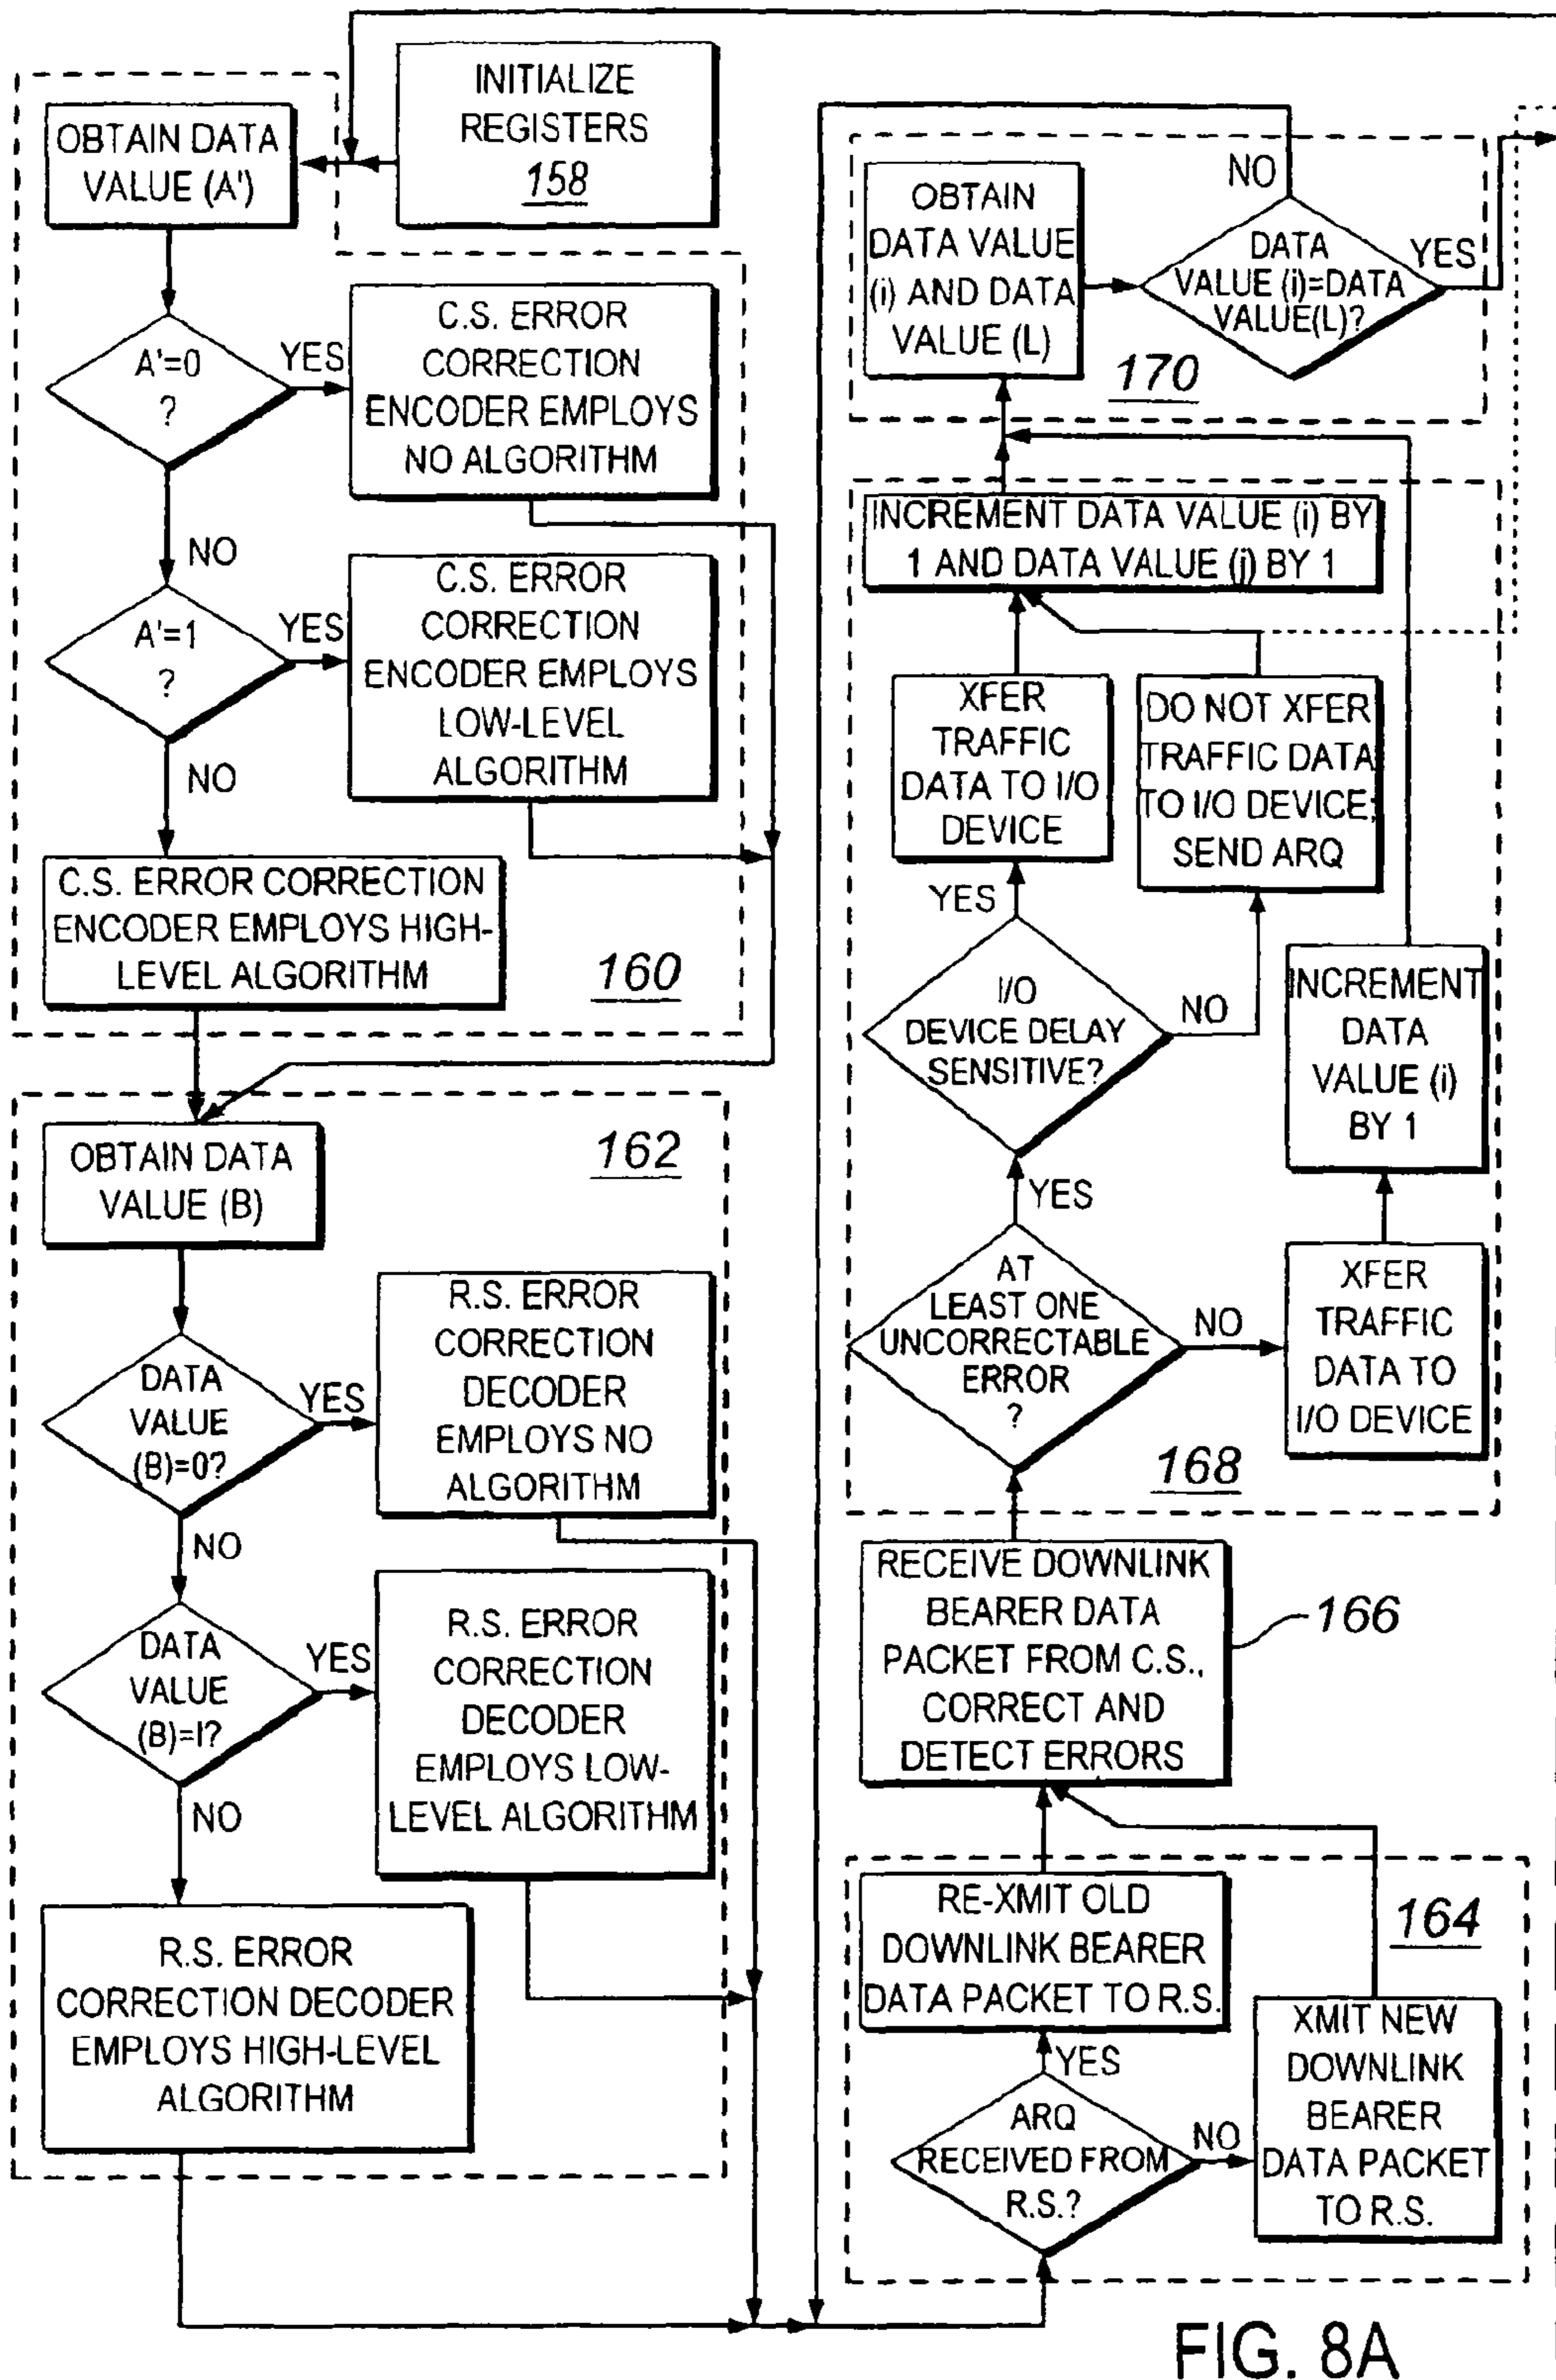 INITIALIZE
REGISTERS
158
OBTAIN DATA
VALUE (A')
A'=0
?
YES
C.S. ERROR
CORRECTION
ENCODER EMPLOYS
NO ALGORITHM
NO
A'=1
?
YES
C.S. ERROR
CORRECTION
ENCODER EMPLOYS
LOW-LEVEL
ALGORITHM
NO
C.S. ERROR CORRECTION
ENCODER EMPLOYS HIGH-
LEVEL ALGORITHM
160
162
OBTAIN DATA
VALUE (B)
DATA
VALUE
(B)=0?
YES
R.S. ERROR
CORRECTION
DECODER
EMPLOYS NO
ALGORITHM
NO
DATA
VALUE
(B)=I?
YES
R.S. ERROR
CORRECTION
DECODER
EMPLOYS LOW-
LEVEL ALGORITHM
NO
R.S. ERROR
CORRECTION DECODER
EMPLOYS HIGH-LEVEL
ALGORITHM
OBTAIN
DATA VALUE
(i) AND DATA
VALUE (L)
NO
DATA
VALUE (i)=DATA
VALUE(L)?
YES
170
INCREMENT DATA VALUE (i) BY
1 AND DATA VALUE (j) BY 1
XFER
TRAFFIC
DATA TO I/O
DEVICE
DO NOT XFER
TRAFFIC DATA
TO I/O DEVICE;
SEND ARQ
YES
I/O
DEVICE DELAY
SENSITIVE?
NO
INCREMENT
DATA
VALUE (i)
BY 1
YES
AT
LEAST ONE
UNCORRECTABLE
ERROR
?
NO
XFER
TRAFFIC
DATA TO
I/O DEVICE
168
RECEIVE DOWNLINK
BEARER DATA
PACKET FROM C.S.,
CORRECT AND
DETECT ERRORS
166
RE-XMIT OLD
DOWNLINK BEARER
DATA PACKET TO R.S.
164
YES
ARQ
RECEIVED FROM
R.S.?
NO
XMIT NEW
DOWNLINK
BEARER
DATA PACKET
TO R.S.
FIG. 8A